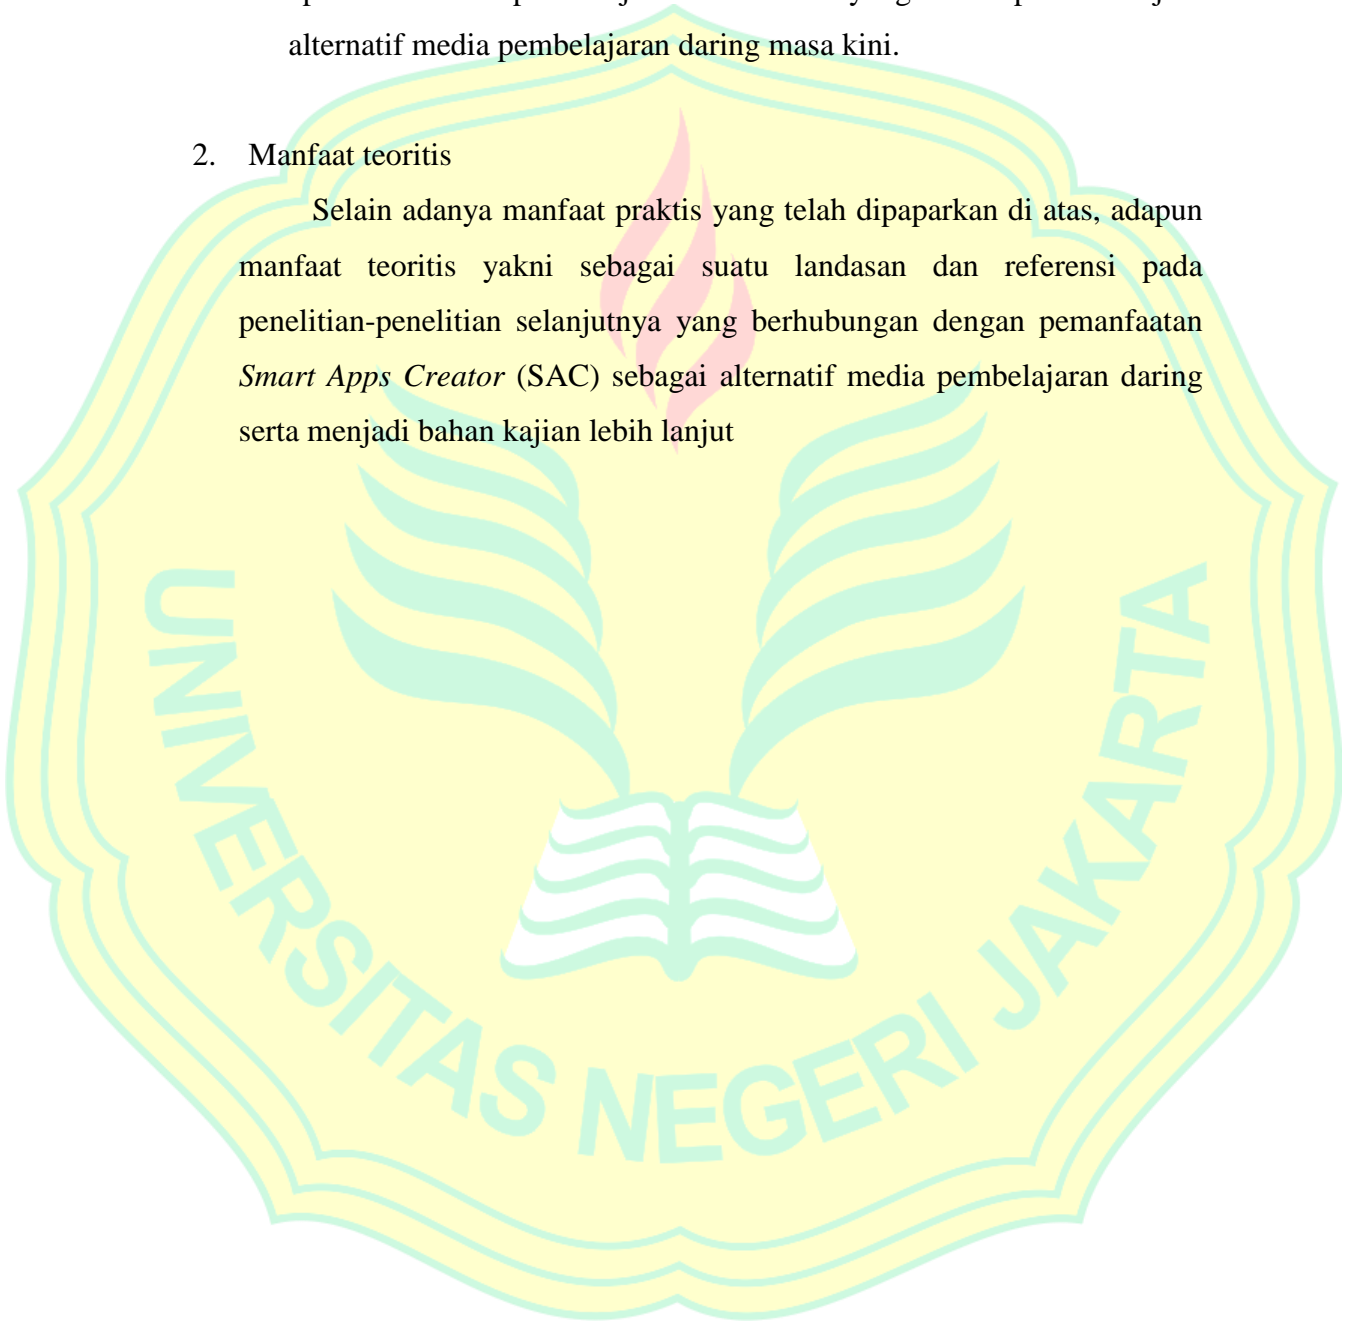 alternatif media pembelajaran daring masa kini.
2. Manfaat teoritis
Selain adanya manfaat praktis yang telah dipaparkan di atas, adapun
manfaat teoritis yakni sebagai suatu landasan dan referensi pada
penelitian-penelitian selanjutnya yang berhubungan dengan pemanfaatan
Smart Apps Creator (SAC) sebagai alternatif media pembelajaran daring
serta menjadi bahan kajian lebih lanjut
UNIVERSITAS NEGERI JAKARTA